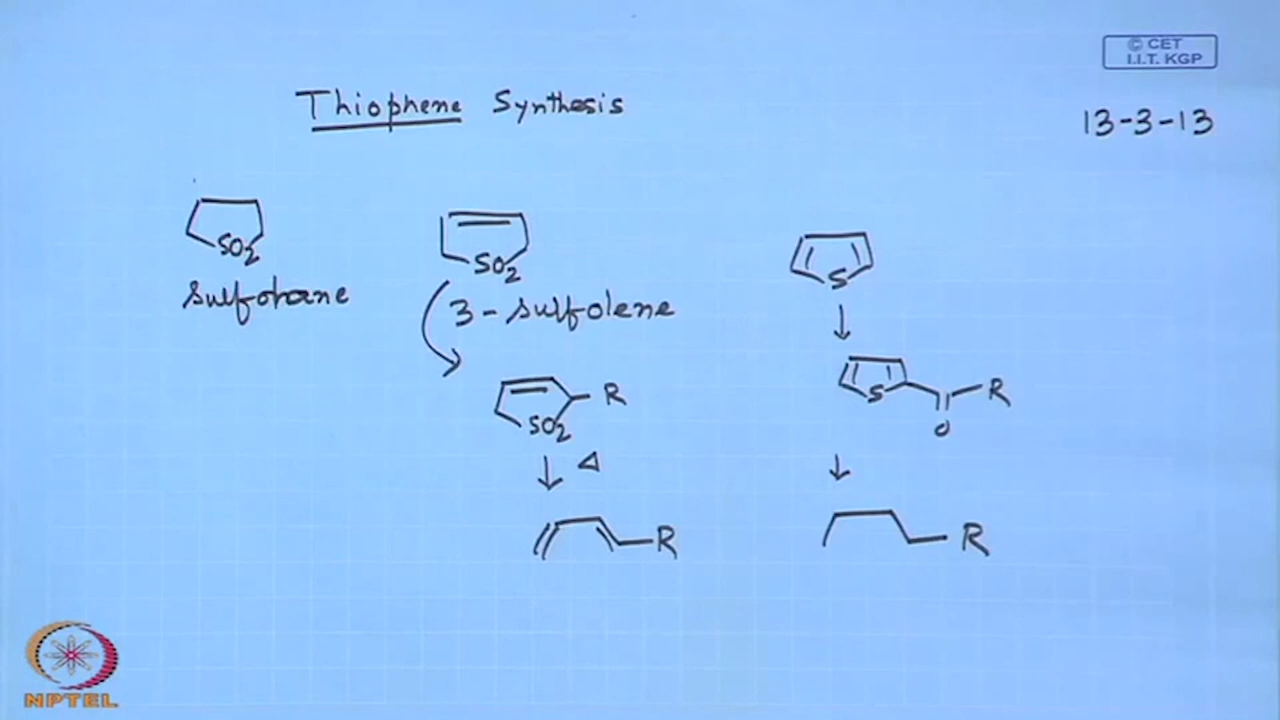 © CET
I.I.T. KGP
Thiophene Synthesis
13-3-13
SO2
SO2
S
sulfolane
3-sulfolene
R
SO2
S
R
O
Δ
R
R
NPTEL